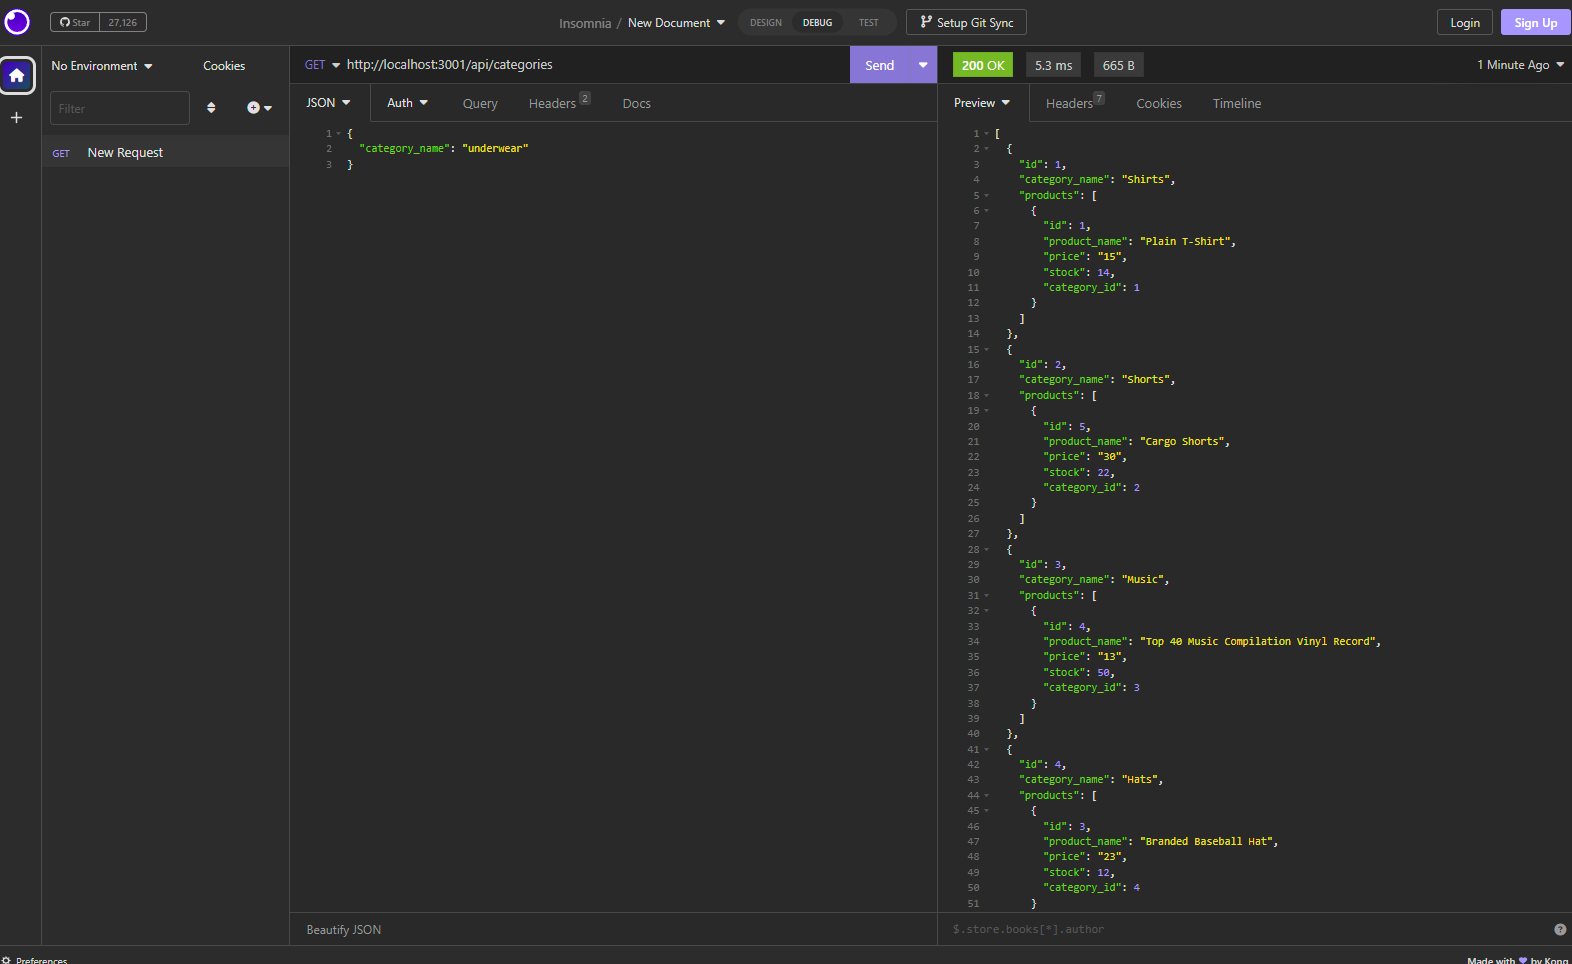 Star 27,126
Insomnia / New Document
DESIGN DEBUG TEST
Setup Git Sync
Login
Sign Up
No Environment
Cookies
Filter
GET New Request
GET http://localhost:3001/api/categories
Send
200 OK
5.3 ms
665 B
1 Minute Ago
JSON
Auth
Query
Headers 2
Docs
1 {
2 "category_name": "underwear"
3 }
Beautify JSON
Preview
Headers 7
Cookies
Timeline
1 [
2 {
3 "id": 1,
4 "category_name": "Shirts",
5 "products": [
6 {
7 "id": 1,
8 "product_name": "Plain T-Shirt",
9 "price": "15",
10 "stock": 14,
11 "category_id": 1
12 }
13 ]
14 },
15 {
16 "id": 2,
17 "category_name": "Shorts",
18 "products": [
19 {
20 "id": 5,
21 "product_name": "Cargo Shorts",
22 "price": "30",
23 "stock": 22,
24 "category_id": 2
25 }
26 ]
27 },
28 {
29 "id": 3,
30 "category_name": "Music",
31 "products": [
32 {
33 "id": 4,
34 "product_name": "Top 40 Music Compilation Vinyl Record",
35 "price": "13",
36 "stock": 50,
37 "category_id": 3
38 }
39 ]
40 },
41 {
42 "id": 4,
43 "category_name": "Hats",
44 "products": [
45 {
46 "id": 3,
47 "product_name": "Branded Baseball Hat",
48 "price": "23",
49 "stock": 12,
50 "category_id": 4
51 }
$.store.books[*].author
Preferences
Made with by Kong